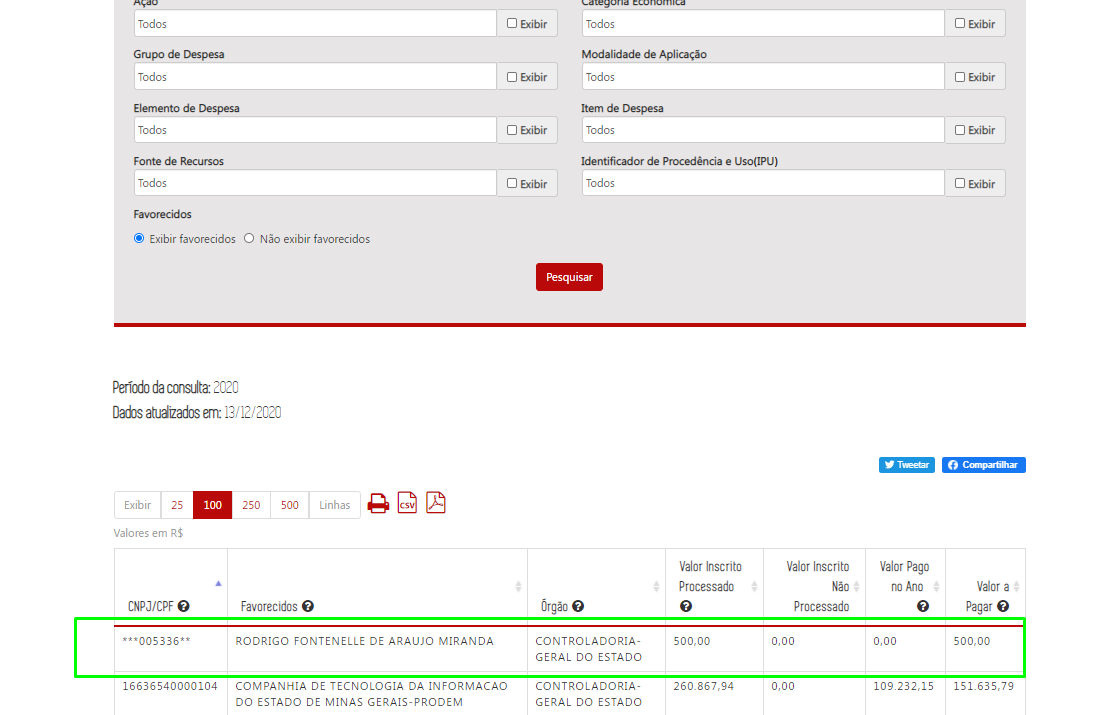 Ação Categoria Econômica
Todos Exibir Todos Exibir
Grupo de Despesa Modalidade de Aplicação
Todos Exibir Todos Exibir
Elemento de Despesa Item de Despesa
Todos Exibir Todos Exibir
Fonte de Recursos Identificador de Procedência e Uso(IPU)
Todos Exibir Todos Exibir
Favorecidos
Exibir favorecidos Não exibir favorecidos
Pesquisar
Período da consulta: 2020
Dados atualizados em: 13/12/2020
Tweetar Compartilhar
Exibir 25 100 250 500 Linhas CSV
Valores em R$
Valor Inscrito Valor Inscrito Valor Pago
Processado Não no Ano Valor a
CNPJ/CPF ? Favorecidos ? Órgão ? ? Processado ? Pagar ?
***005336** RODRIGO FONTENELLE DE ARAUJO MIRANDA CONTROLADORIA- 500,00 0,00 0,00 500,00
GERAL DO ESTADO
16636540000104 COMPANHIA DE TECNOLOGIA DA INFORMACAO CONTROLADORIA- 260.867,94 0,00 109.232,15 151.635,79
DO ESTADO DE MINAS GERAIS-PRODEM GERAL DO ESTADO